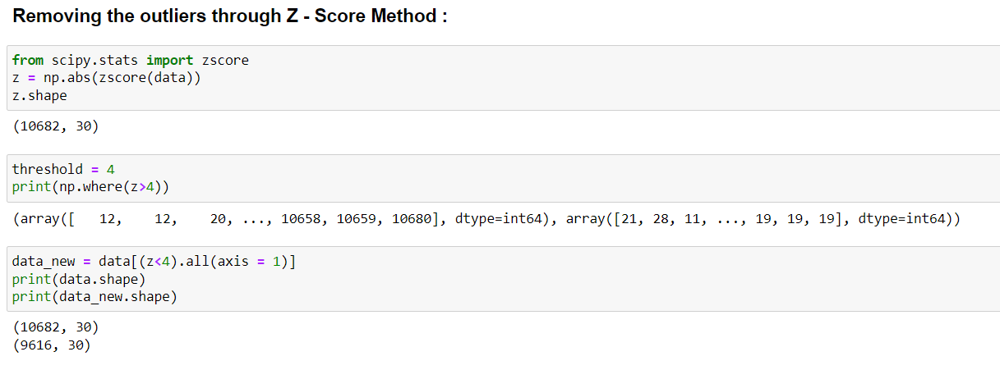 Removing the outliers through Z - Score Method :
from scipy.stats import zscore
z = np.abs(zscore(data))
z.shape
(10682, 30)
threshold = 4
print(np.where(z>4))
(array([   12,    12,    20, ..., 10658, 10659, 10680], dtype=int64), array([21, 28, 11, ..., 19, 19, 19], dtype=int64))
data_new = data[(z<4).all(axis = 1)]
print(data.shape)
print(data_new.shape)
(10682, 30)
(9616, 30)